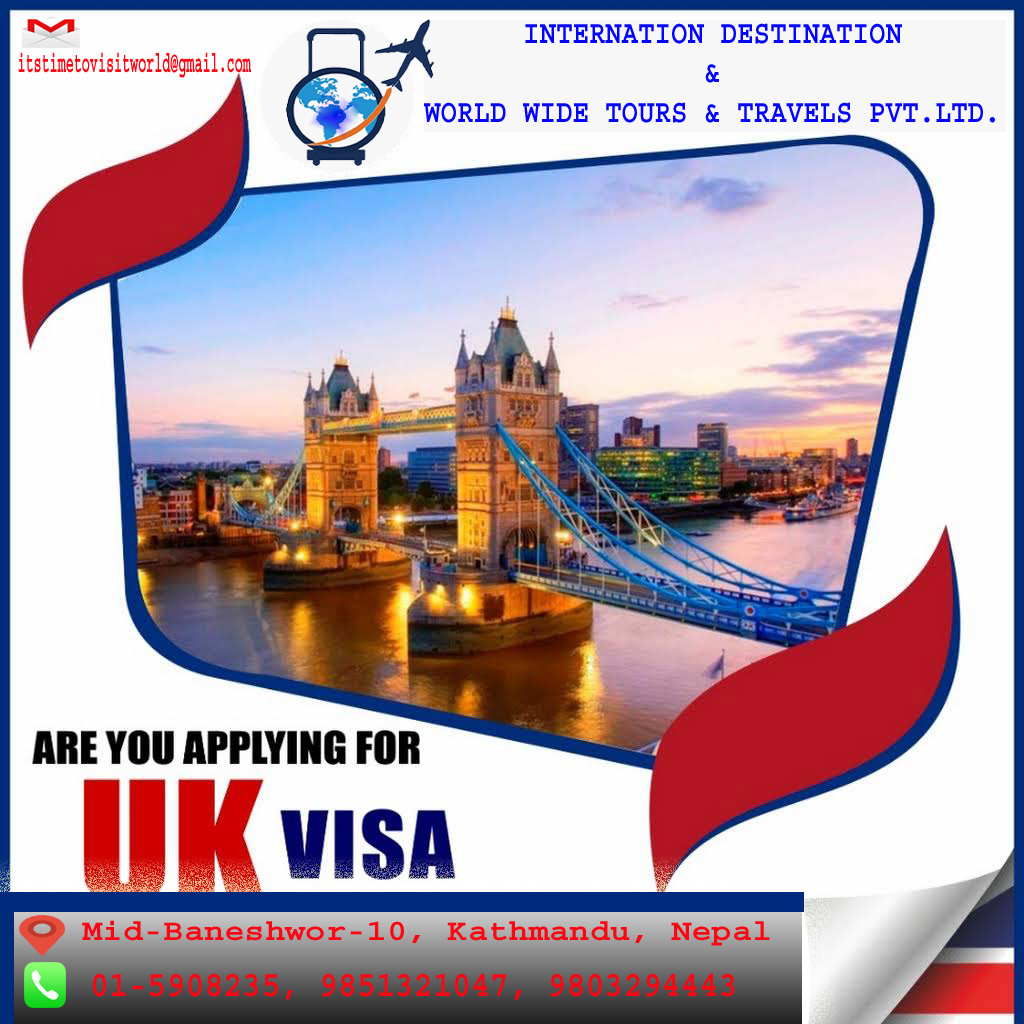 itstimetovisitworld@gmail.com
INTERNATION DESTINATION
&
WORLD WIDE TOURS & TRAVELS PVT.LTD.
ARE YOU APPLYING FOR
UK VISA
Mid-Baneshwor-10, Kathmandu, Nepal
01-5908235, 9851321047, 9803294443